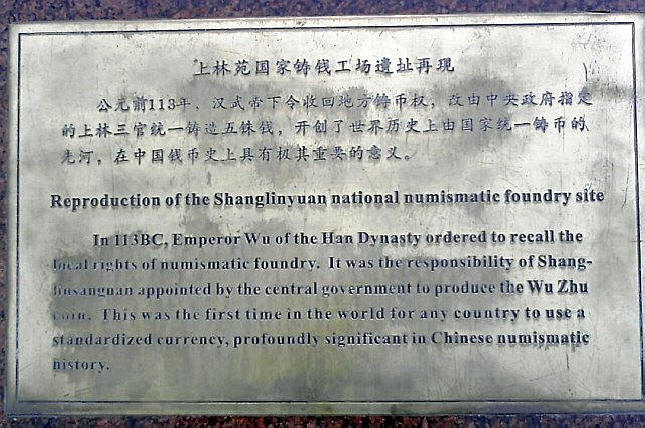 上林苑国家铸钱工场遗址再现
公元前113年，汉武帝下令收回地方铸币权，改由中央政府指定
的上林三官统一铸造五铢钱，开创了世界历史上由国家统一铸币的
先河，在中国钱币史上具有极其重要的意义。
Reproduction of the Shanglinyuan national numismatic foundry site
In 113BC, Emperor Wu of the Han Dynasty ordered to recall the
local rights of numismatic foundry. It was the responsibility of Shang-
linsanguan appointed by the central government to produce the Wu Zhu
coin. This was the first time in the world for any country to use a
standardized currency, profoundly significant in Chinese numismatic
history.